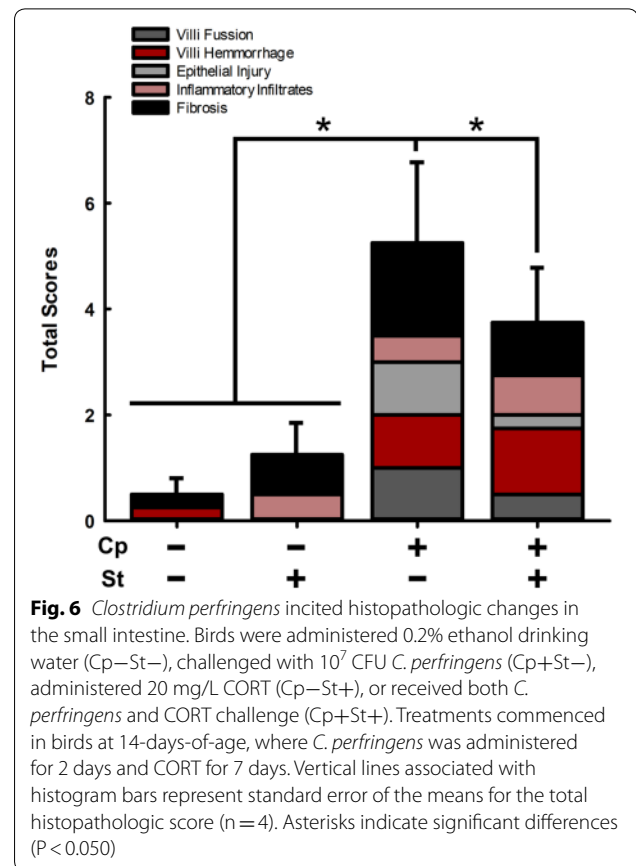 Villi Fussion
Villi Hemmorrhage
Epithelial Injury
Inflammatory Infiltrates
Fibrosis
8
6
4
2
0
Total Scores
* *
Cp − − + +
St − + − +
Fig. 6 Clostridium perfringens incited histopathologic changes in
the small intestine. Birds were administered 0.2% ethanol drinking
water (Cp−St−), challenged with 10⁷ CFU C. perfringens (Cp+St−),
administered 20 mg/L CORT (Cp−St+), or received both C.
perfringens and CORT challenge (Cp+St+). Treatments commenced
in birds at 14-days-of-age, where C. perfringens was administered
for 2 days and CORT for 7 days. Vertical lines associated with
histogram bars represent standard error of the means for the total
histopathologic score (n = 4). Asterisks indicate significant differences
(P < 0.050)